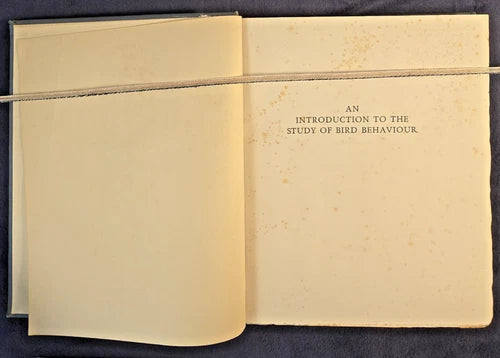 AN
INTRODUCTION TO THE
STUDY OF BIRD BEHAVIOUR